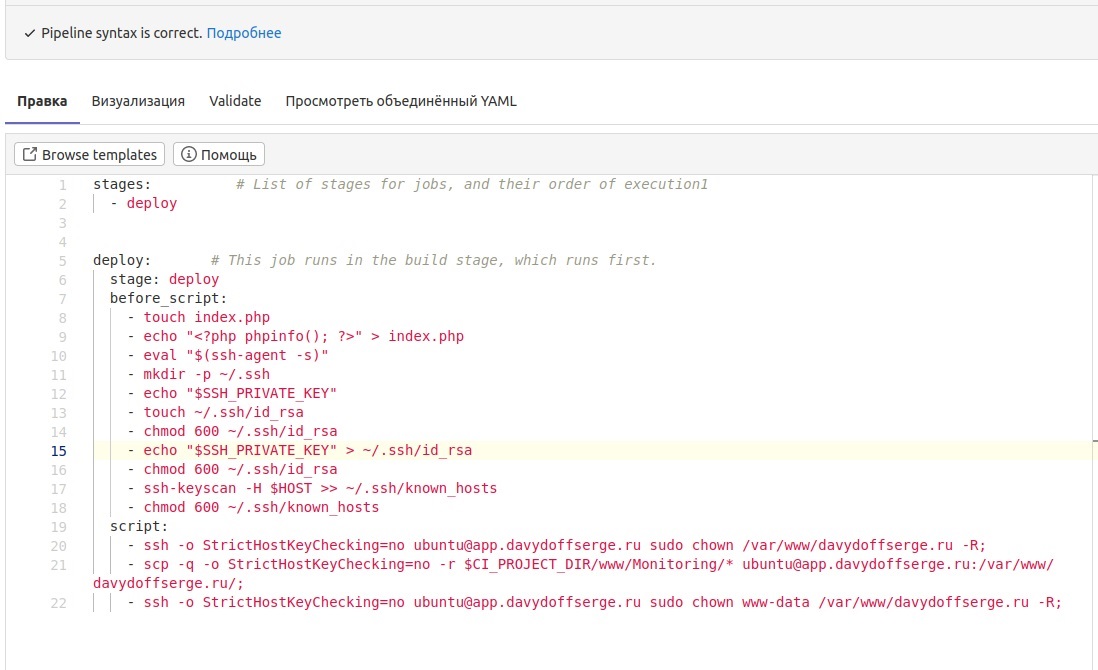 ✓ Pipeline syntax is correct. Подробнее
Правка Визуализация Validate Просмотреть объединённый YAML
Browse templates Помощь
1 stages: # List of stages for jobs, and their order of execution1
2 - deploy
3
4
5 deploy: # This job runs in the build stage, which runs first.
6 stage: deploy
7 before_script:
8 - touch index.php
9 - echo "<?php phpinfo(); ?>" > index.php
10 - eval "$(ssh-agent -s)"
11 - mkdir -p ~/.ssh
12 - echo "$SSH_PRIVATE_KEY"
13 - touch ~/.ssh/id_rsa
14 - chmod 600 ~/.ssh/id_rsa
15 - echo "$SSH_PRIVATE_KEY" > ~/.ssh/id_rsa
16 - chmod 600 ~/.ssh/id_rsa
17 - ssh-keyscan -H $HOST >> ~/.ssh/known_hosts
18 - chmod 600 ~/.ssh/known_hosts
19 script:
20 - ssh -o StrictHostKeyChecking=no ubuntu@app.davydoffserge.ru sudo chown /var/www/davydoffserge.ru -R;
21 - scp -q -o StrictHostKeyChecking=no -r $CI_PROJECT_DIR/www/Monitoring/* ubuntu@app.davydoffserge.ru:/var/www/
davydoffserge.ru/;
22 - ssh -o StrictHostKeyChecking=no ubuntu@app.davydoffserge.ru sudo chown www-data /var/www/davydoffserge.ru -R;